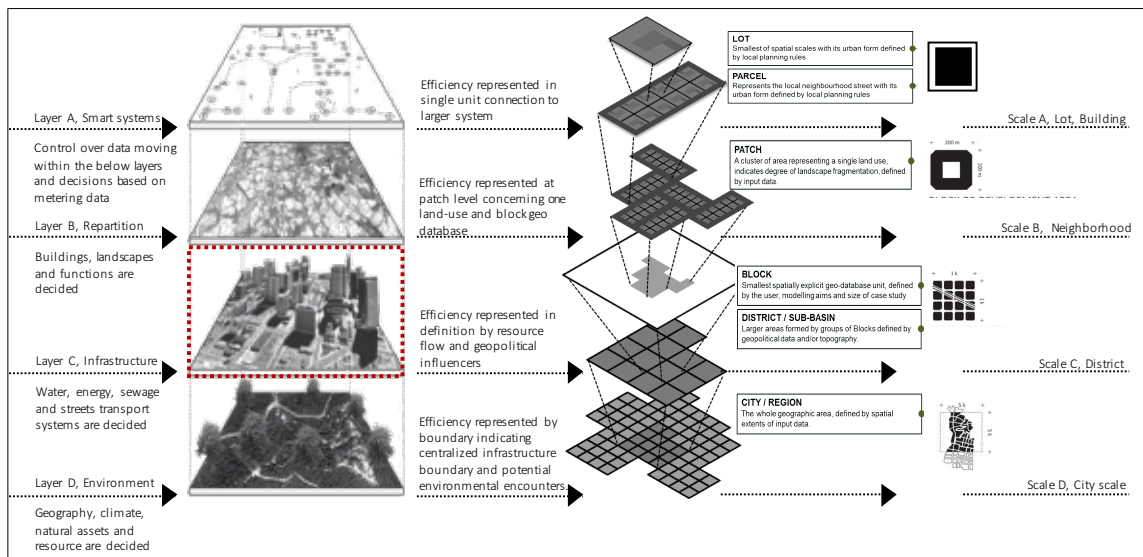 Layer A, Smart systems
Control over data moving
within the below layers
and decisions based on
metering data
Layer B, Repartition
Buildings, landscapes
and functions are
decided
Layer C, Infrastructure
Water, energy, sewage
and streets transport
systems are decided
Layer D, Environment
Geography, climate,
natural assets and
resource are decided
Efficiency represented in
single unit connection to
larger system
Efficiency represented at
patch level concerning one
land-use and block geo
database
Efficiency represented in
definition by resource
flow and geopolitical
influencers
Efficiency represented by
boundary indicating
centralized infrastructure
boundary and potential
environmental encounters.
LOT
Smallest of spatial scales with its urban form defined
by local planning rules
PARCEL
Represents the local neighbourhood street with its
urban form defined by local planning rules
Scale A, Lot, Building
PATCH
A cluster of area representing a single land use,
indicates degree of landscape fragmentation, defined
by input data.
200 m
200 m
Scale B, Neighborhood
BLOCK
Smallest spatially explicit geo-database unit, defined
by the user, modelling aims and size of case study
DISTRICT / SUB-BASIN
Larger areas formed by groups of Blocks defined by
geopolitical data and/or topography.
1 k
1 k
Scale C, District
CITY / REGION
The whole geographic area, defined by spatial
extents of input data.
5 k
5 k
Scale D, City scale